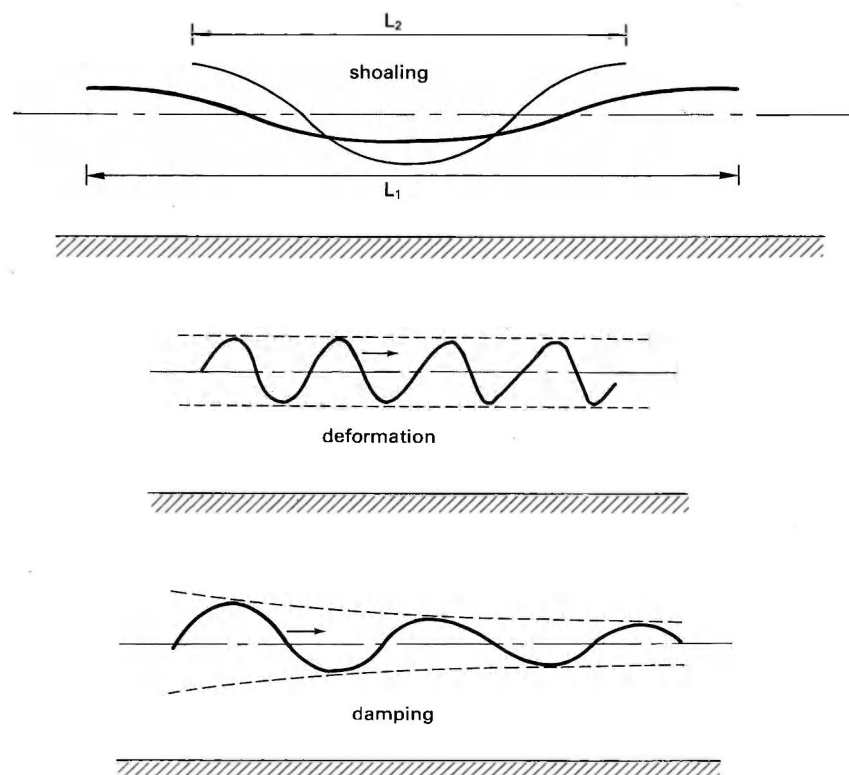 L₂
shoaling
L₁
deformation
damping